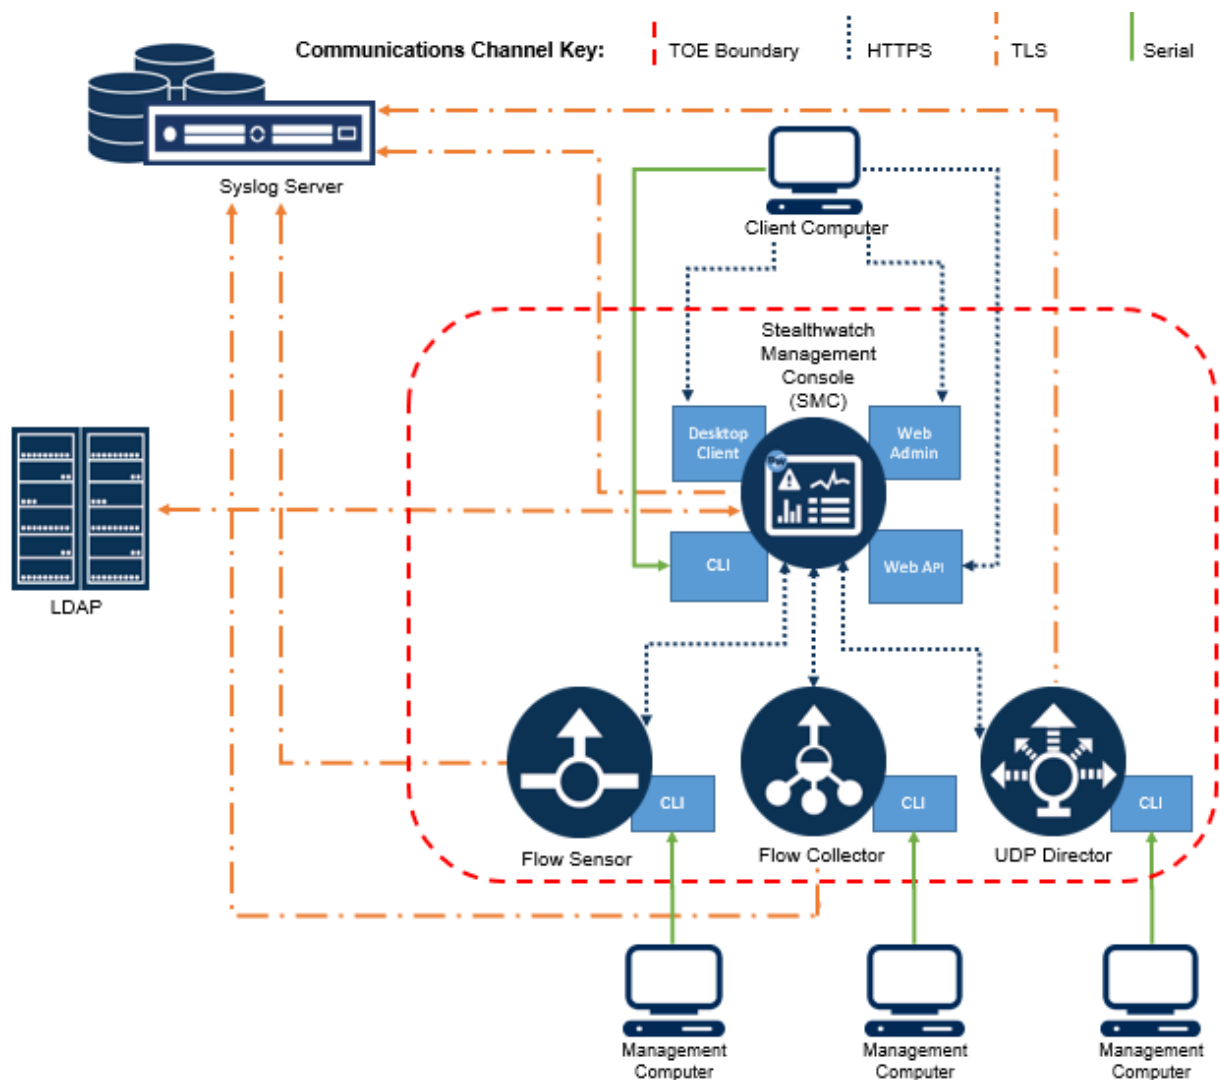 Communications Channel Key:
TOE Boundary
HTTPS
TLS
Serial
Syslog Server
Client Computer
Stealthwatch
Management
Console
(SMC)
Desktop
Client
Web
Admin
LDAP
CLI
Web API
CLI
CLI
CLI
Flow Sensor
Flow Collector
UDP Director
Management
Computer
Management
Computer
Management
Computer